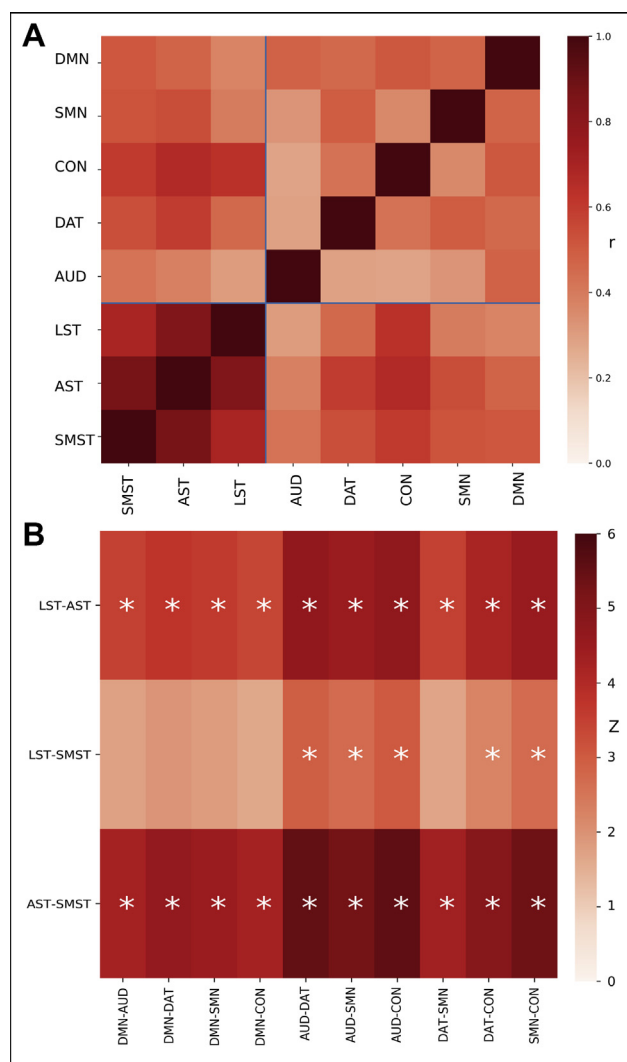 A
DMN
SMN
CON
DAT
AUD
LST
AST
SMST
SMST AST LST AUD DAT CON SMN DMN
1.0
0.8
0.6
r
0.4
0.2
0.0
B
LST-AST
* * * * * * * * * *
LST-SMST
* * * * *
AST-SMST
* * * * * * * * * *
DMN-AUD DMN-DAT DMN-SMN DMN-CON AUD-DAT AUD-SMN AUD-CON DAT-SMN DAT-CON SMN-CON
6
5
4
Z
3
2
1
0